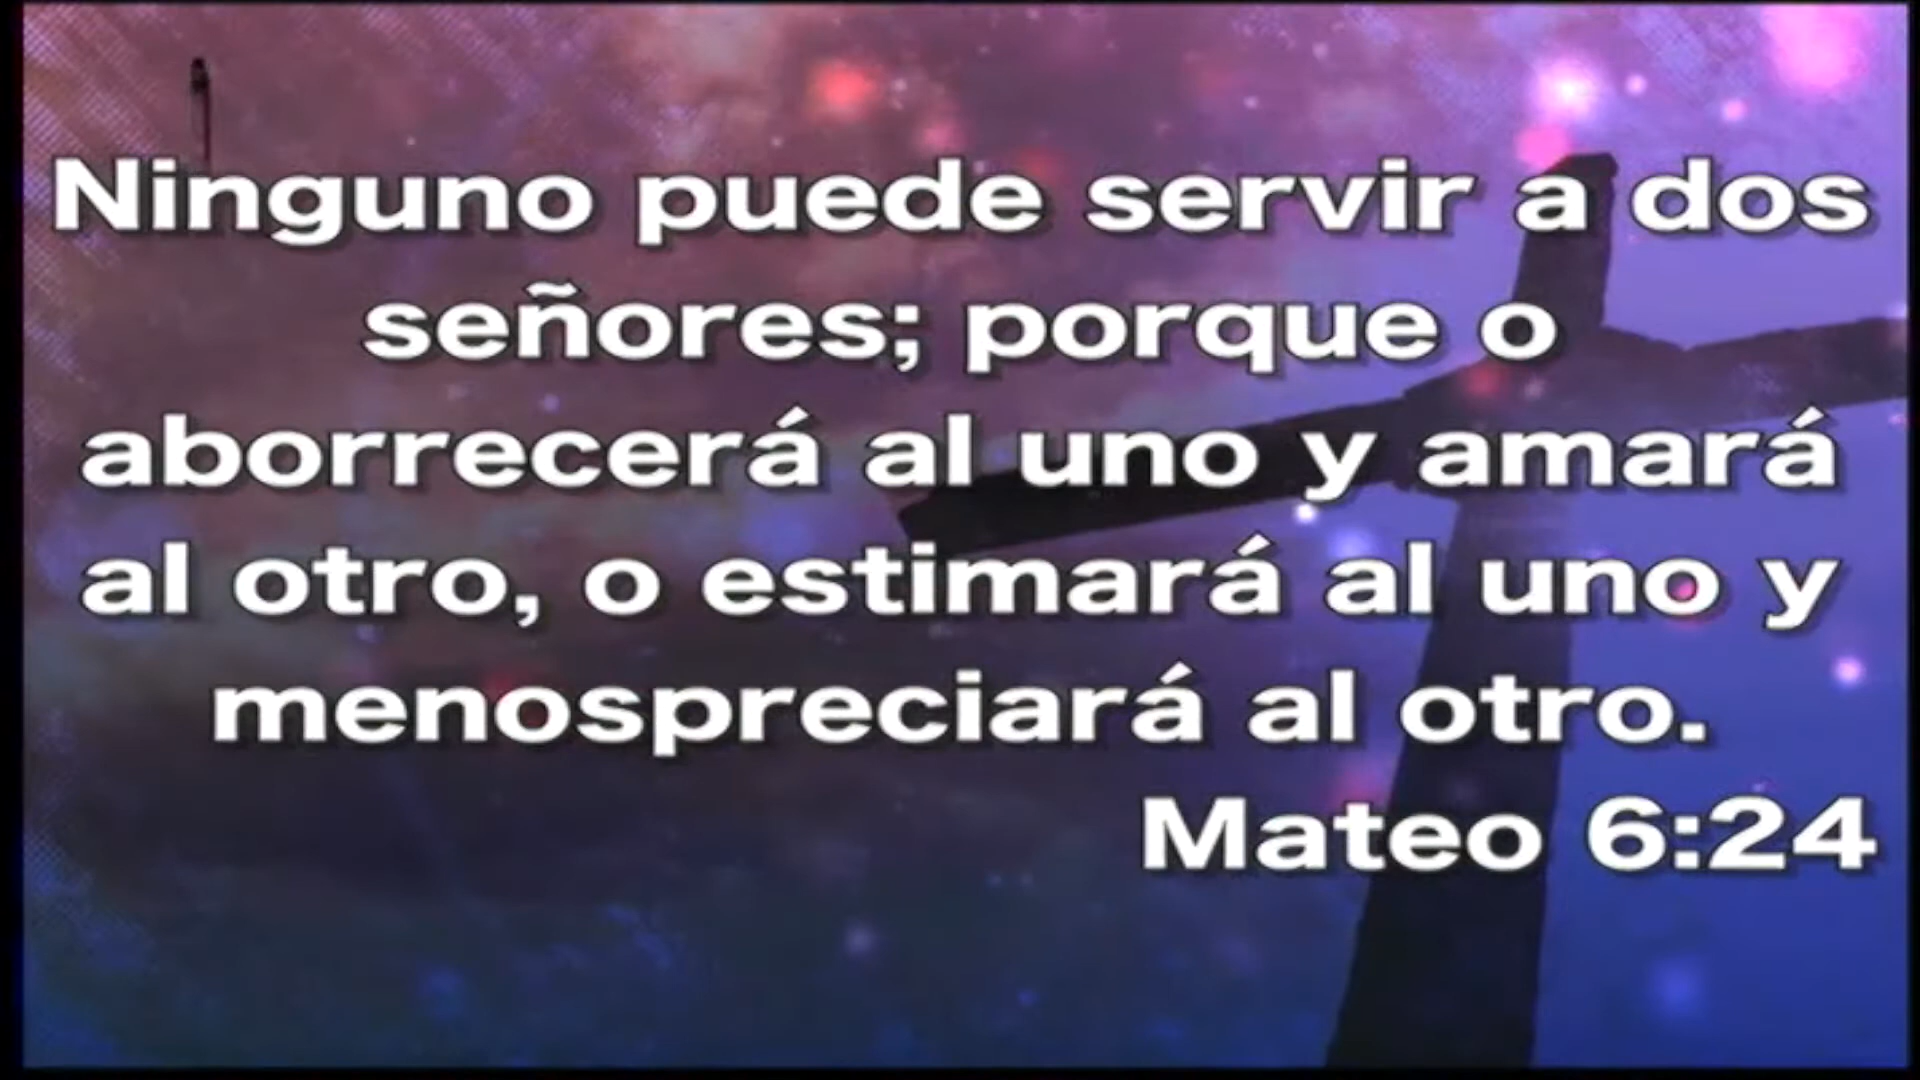 Ninguno puede servir a dos
señores; porque o
aborrecerá al uno y amará
al otro, o estimará al uno y
menospreciará al otro.
Mateo 6:24